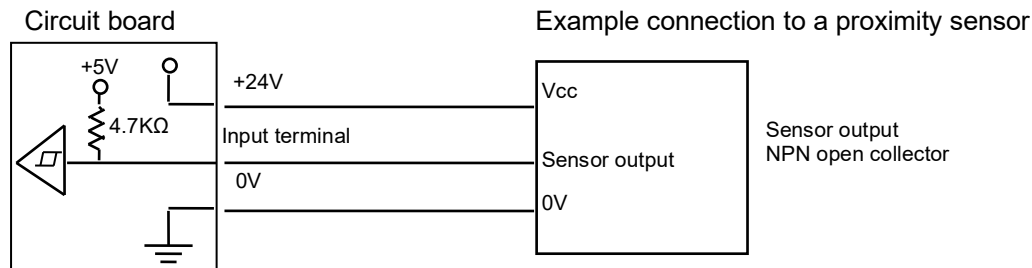 Circuit board
Example connection to a proximity sensor
+5V
+24V
Vcc
4.7KΩ
Input terminal
Sensor output
NPN open collector
Sensor output
0V
0V